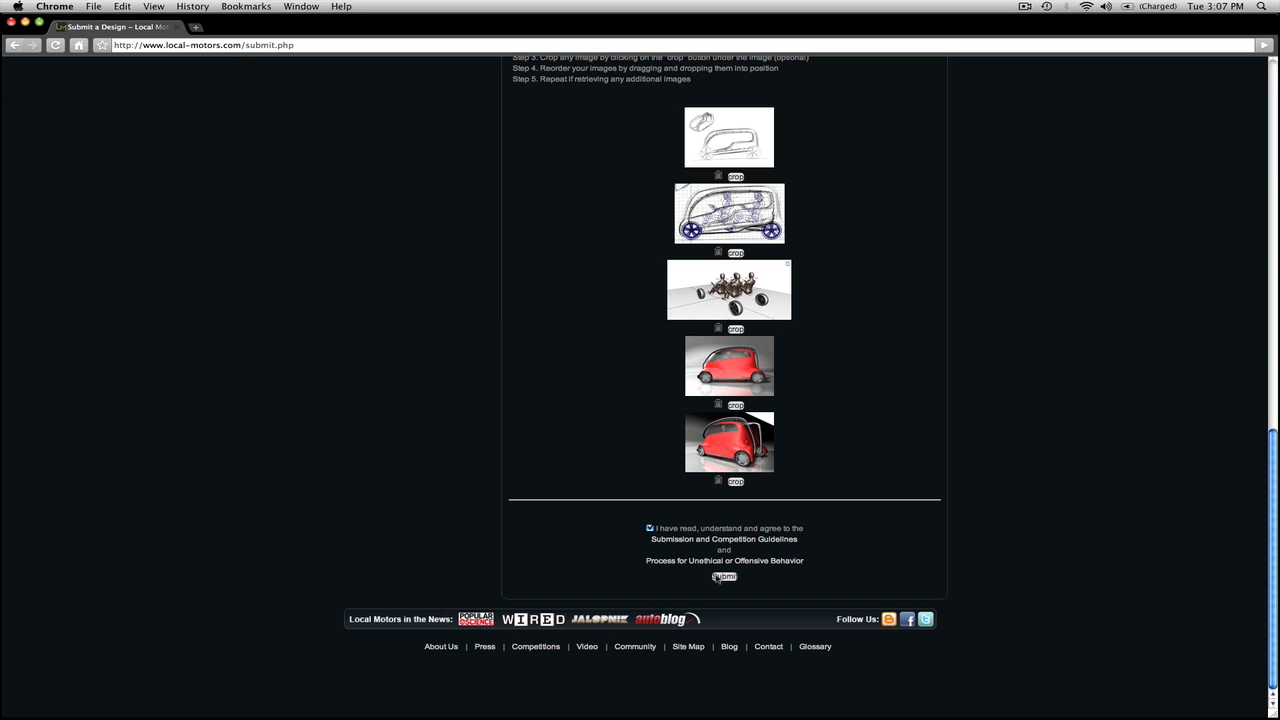 Chrome File Edit View History Bookmarks Window Help (Charged) Tue 3:07 PM
Submit a Design – Local Mot
http://www.local-motors.com/submit.php
Step 3. Crop any image by clicking on the "crop" button under the image (optional)
Step 4. Reorder your images by dragging and dropping them into position
Step 5. Repeat if retrieving any additional images
crop
crop
crop
crop
crop
I have read, understand and agree to the
Submission and Competition Guidelines
and
Process for Unethical or Offensive Behavior
Submit
Local Motors in the News: POPULAR SCIENCE WIRED JALOPNIK autoblog Follow Us:
About Us | Press | Competitions | Video | Community | Site Map | Blog | Contact | Glossary